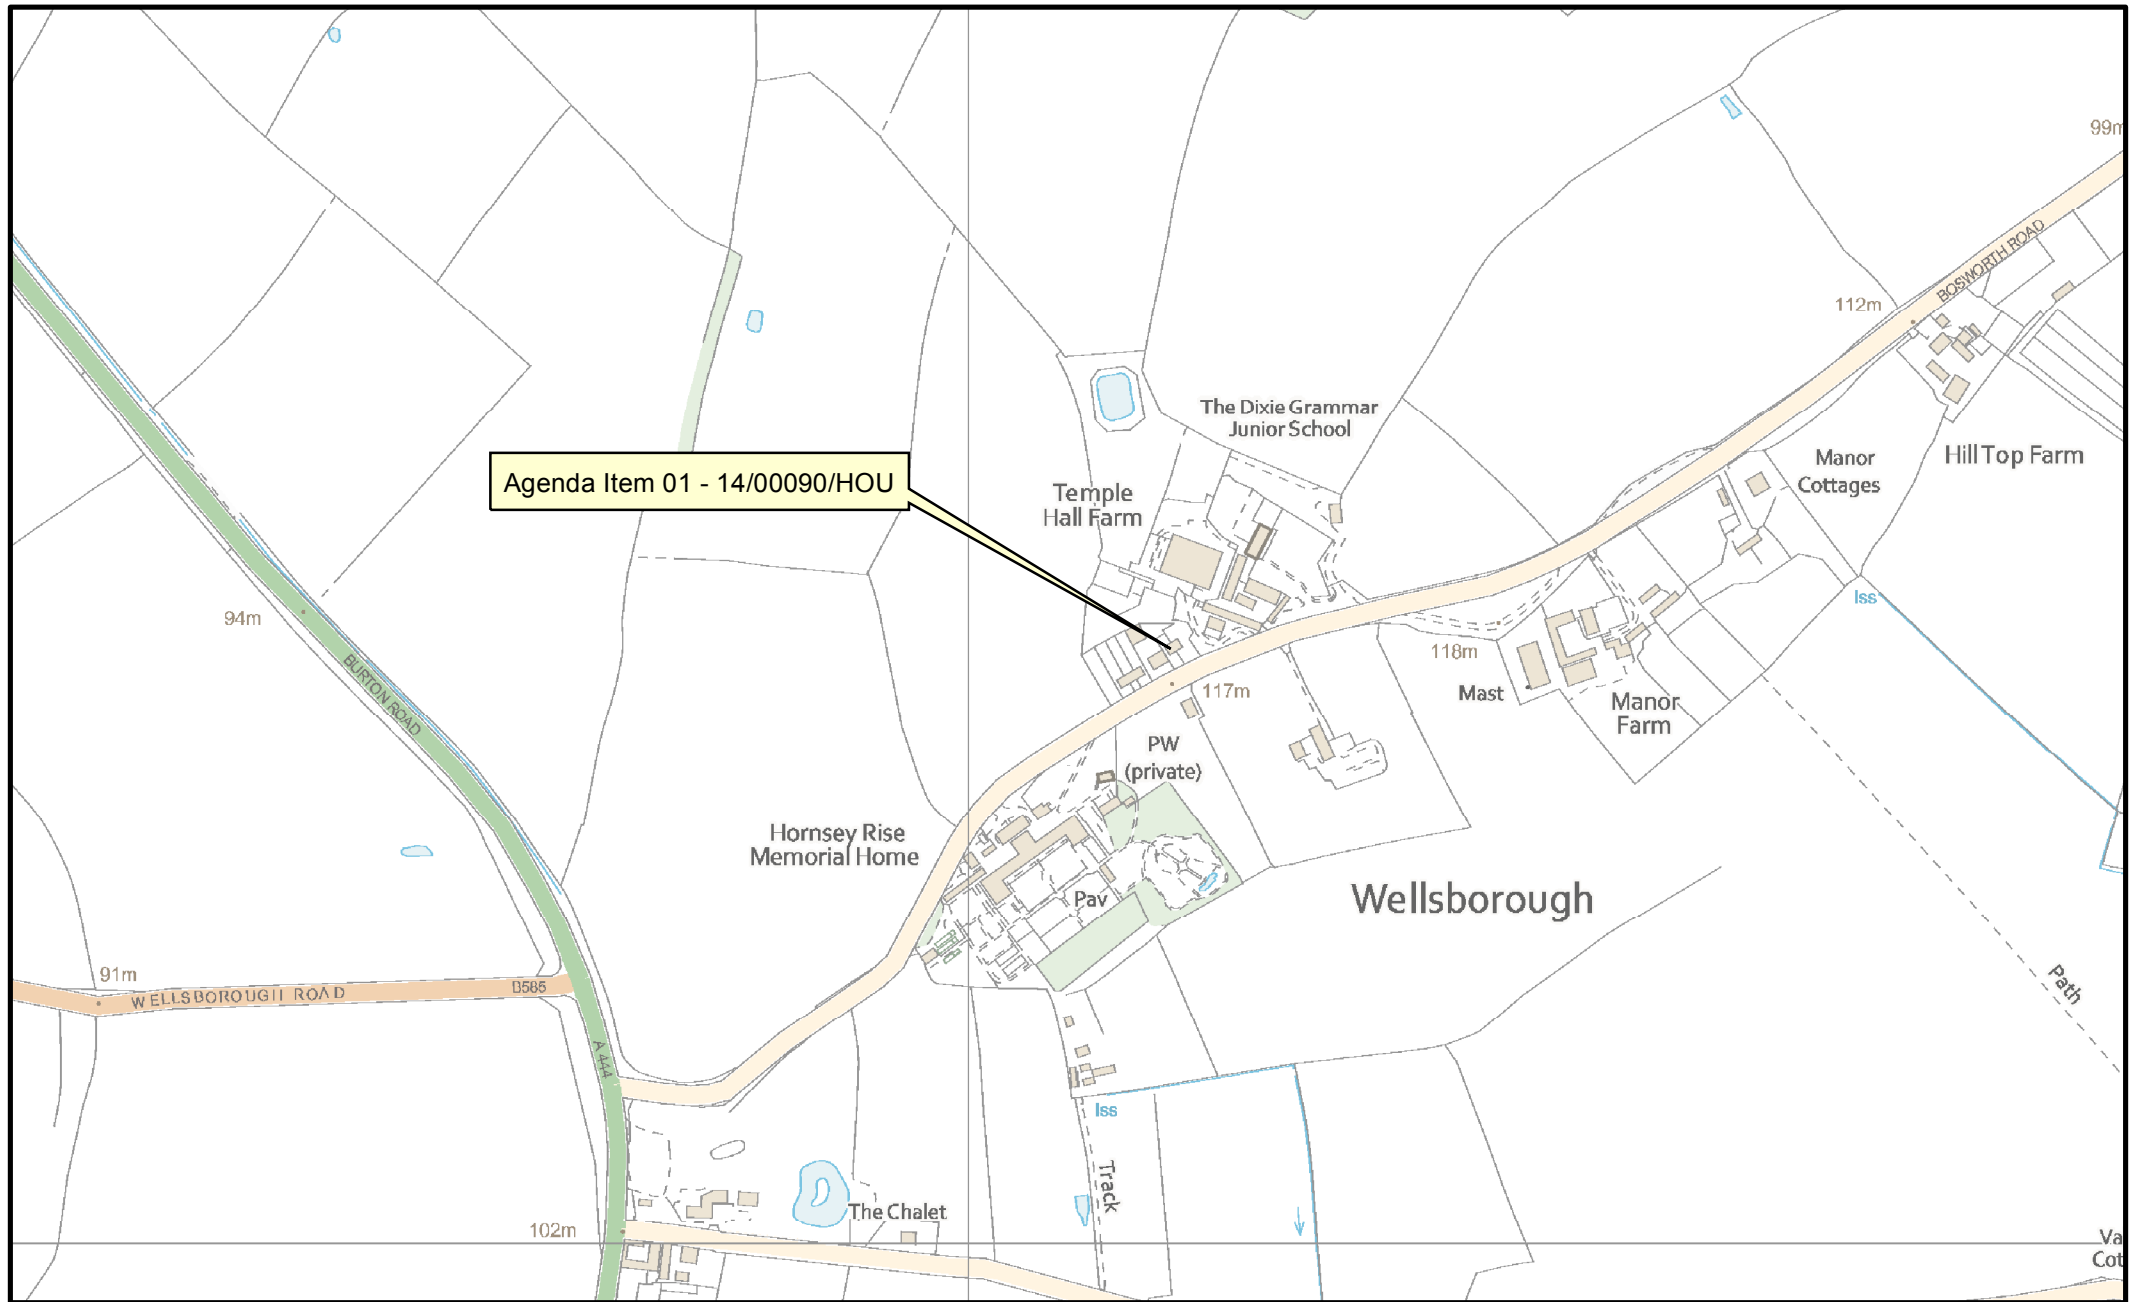 99m
BOSWORTH ROAD
112m
The Dixie Grammar
Junior School
Manor
Cottages
Hill Top Farm
Agenda Item 01 - 14/00090/HOU
Temple
Hall Farm
Iss
94m
118m
BURTON ROAD
117m
Mast
Manor
Farm
PW
(private)
Hornsey Rise
Memorial Home
Pav
Wellsborough
91m
WELLSBOROUGH ROAD
B585
Path
A 444
Iss
Track
The Chalet
102m
Va
Cot